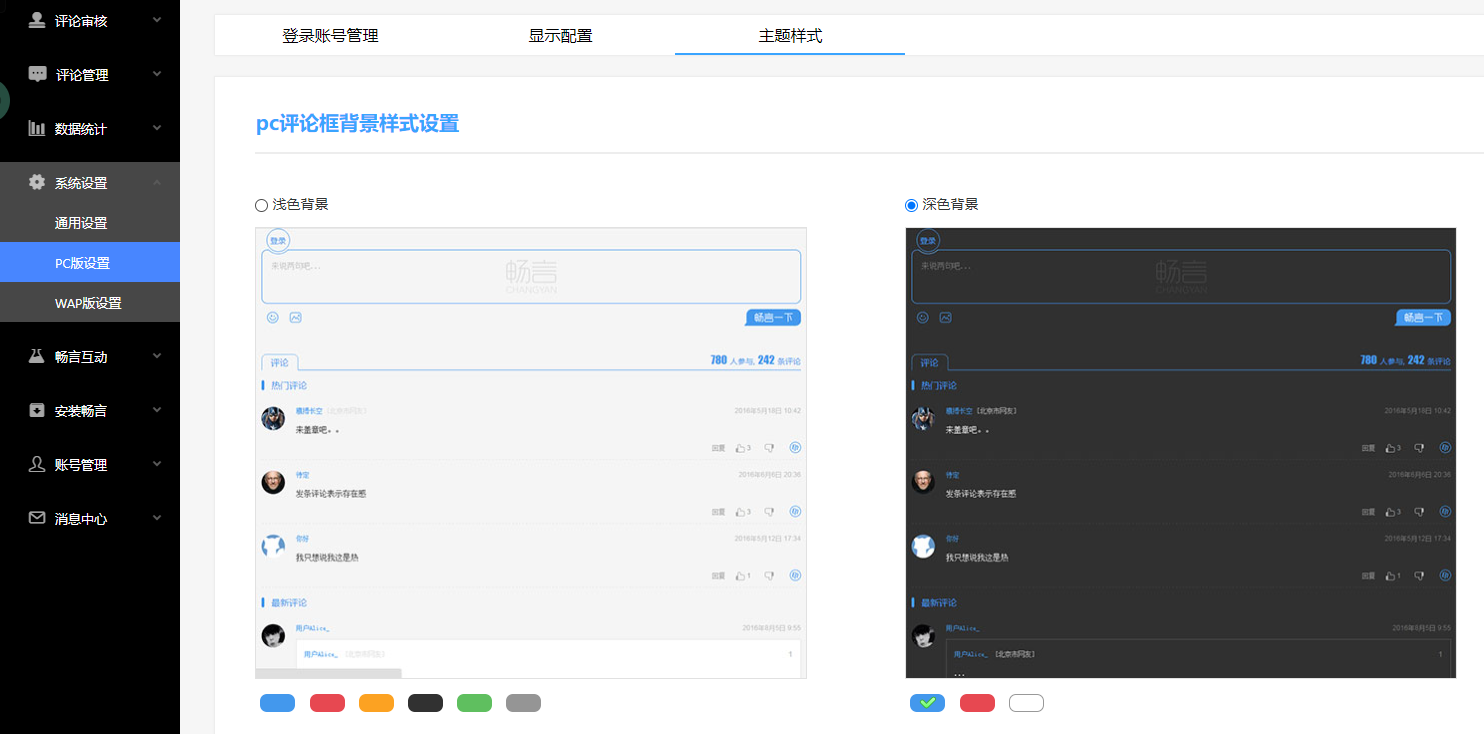 评论审核
评论管理
数据统计
系统设置
通用设置
PC版设置
WAP版设置
畅言互动
安装畅言
账号管理
消息中心
登录账号管理
显示配置
主题样式
pc评论框背景样式设置
浅色背景
登录
来说两句吧...
畅言
CHANGYAN
畅言一下
评论
780 人参与, 242 条评论
热门评论
[北京市网友]
2016年5月18日 10:42
来盖章吧。。
回复 3
待定
2016年6月6日 20:36
发条评论表示存在感
回复 3
你好
2016年5月12日 17:34
我只想说我这是热
回复 1
最新评论
用户Alice_
2016年8月5日 9:55
用户Alice_ [北京市网友]
1
深色背景
登录
来说两句吧...
畅言
CHANGYAN
畅言一下
评论
780 人参与, 242 条评论
热门评论
[北京市网友]
2016年5月18日 10:42
来盖章吧。。
回复 3
待定
2016年6月6日 20:36
发条评论表示存在感
回复 3
你好
2016年5月12日 17:34
我只想说我这是热
回复 1
最新评论
用户Alice_
2016年8月5日 9:55
用户Alice_ [北京市网友]
1
...